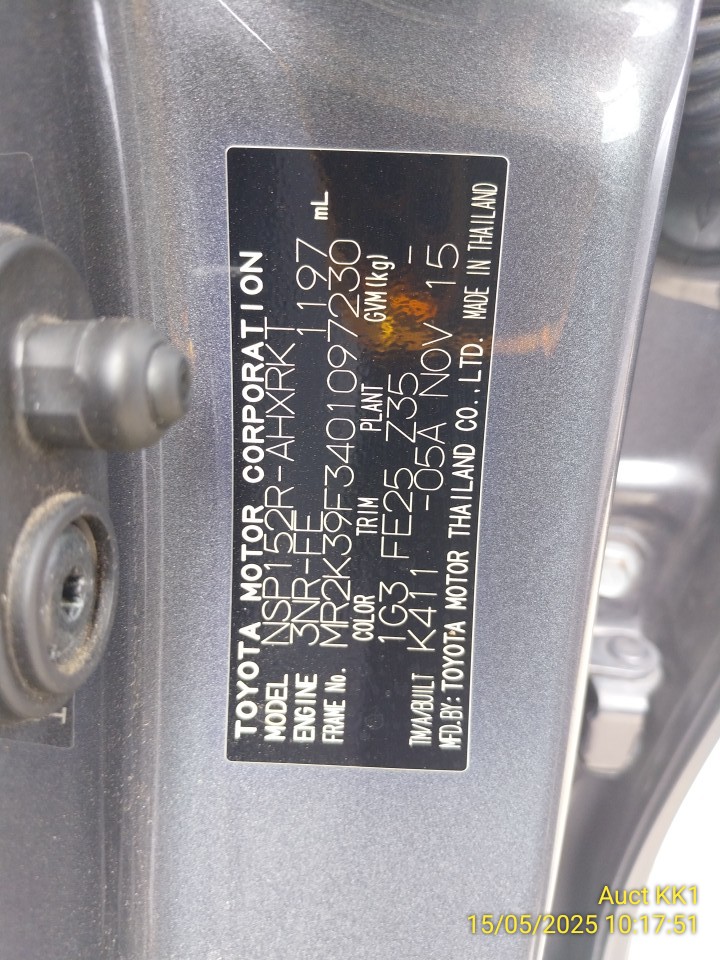 TOYOTA MOTOR CORPORATION
MODEL NSP152R-AHXRKT
ENGINE 3NR-FE 1197 mL
FRAME No. MR2K39F3401097230
COLOR TRIM PLANT GVM(kg)
1G3 FE25 Z35 —
TM/A/BUILT K411 -05A NOV 15
MFD.BY: TOYOTA MOTOR THAILAND CO., LTD. MADE IN THAILAND
Auct KK1
15/05/2025 10:17:51